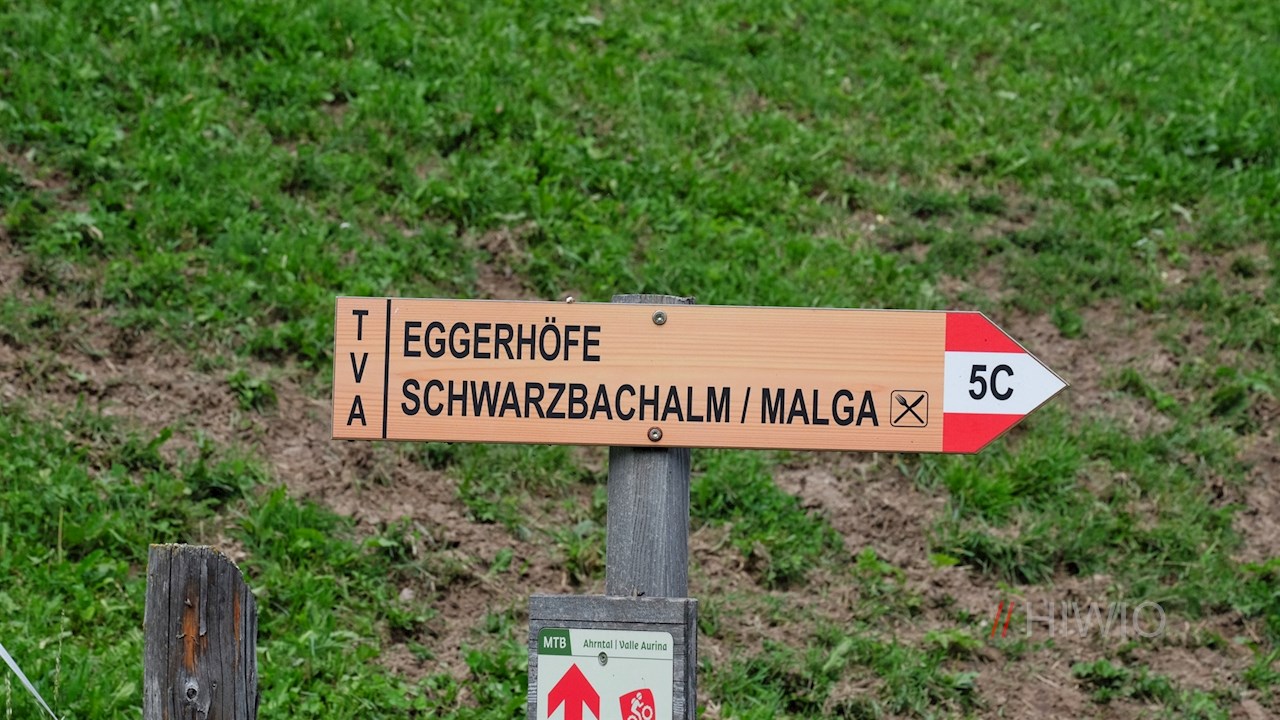 TVA
EGGERHÖFE
SCHWARZBACHALM / MALGA
5C
MTB Ahrntal | Valle Aurina
//HIWIO